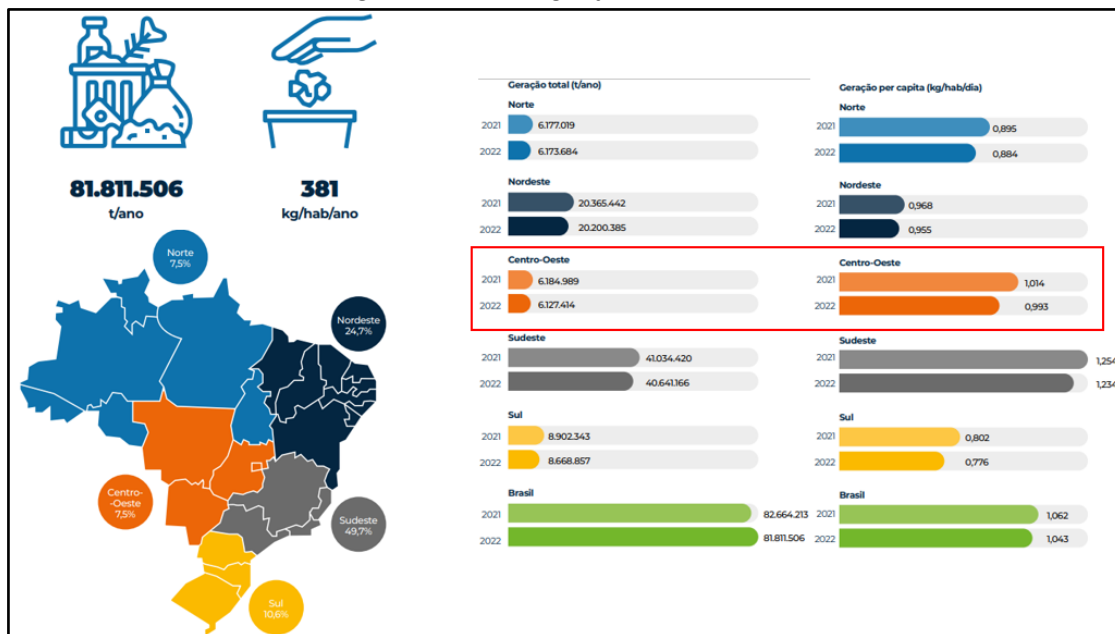 81.811.506
t/ano
381
kg/hab/ano
Norte
7,5%
Nordeste
24,7%
Centro-
-Oeste
7,5%
Sudeste
49,7%
Sul
10,6%
Geração total (t/ano)
Norte
2021 6.177.019
2022 6.173.684
Nordeste
2021 20.365.442
2022 20.200.385
Centro-Oeste
2021 6.184.989
2022 6.127.414
Sudeste
2021 41.034.420
2022 40.641.166
Sul
2021 8.902.343
2022 8.668.857
Brasil
2021 82.664.213
2022 81.811.506
Geração per capita (kg/hab/dia)
Norte
2021 0,895
2022 0,884
Nordeste
2021 0,968
2022 0,955
Centro-Oeste
2021 1,014
2022 0,993
Sudeste
2021 1,254
2022 1,234
Sul
2021 0,802
2022 0,776
Brasil
2021 1,062
2022 1,043